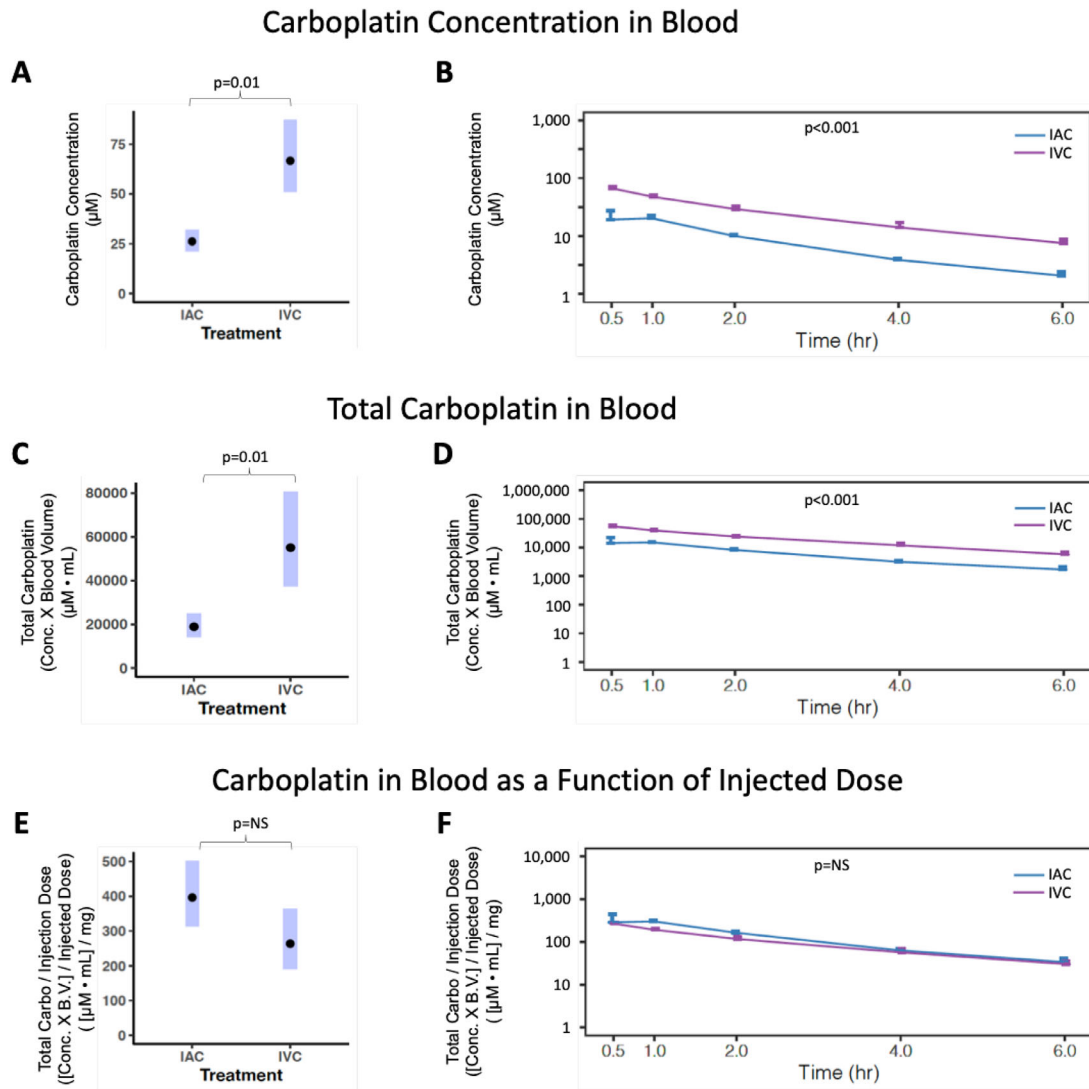 Carboplatin Concentration in Blood
A
p=0.01
Carboplatin Concentration
(µM)
75
50
25
0
IAC
IVC
Treatment
B
p<0.001
IAC
IVC
Carboplatin Concentration
(µM)
1,000
100
10
1
0.5
1.0
2.0
4.0
6.0
Time (hr)
Total Carboplatin in Blood
C
p=0.01
Total Carboplatin
(Conc. X Blood Volume)
(µM • mL)
80000
60000
40000
20000
0
IAC
IVC
Treatment
D
p<0.001
IAC
IVC
Total Carboplatin
(Conc. X Blood Volume)
(µM • mL)
1,000,000
100,000
10,000
1,000
100
10
1
0.5
1.0
2.0
4.0
6.0
Time (hr)
Carboplatin in Blood as a Function of Injected Dose
E
p=NS
Total Carbo / Injection Dose
([Conc. X B.V.] / Injected Dose)
( [µM • mL] / mg)
500
400
300
200
100
0
IAC
IVC
Treatment
F
p=NS
IAC
IVC
Total Carbo / Injection Dose
([Conc. X B.V.] / Injected Dose)
( [µM • mL] / mg)
10,000
1,000
100
10
1
0.5
1.0
2.0
4.0
6.0
Time (hr)